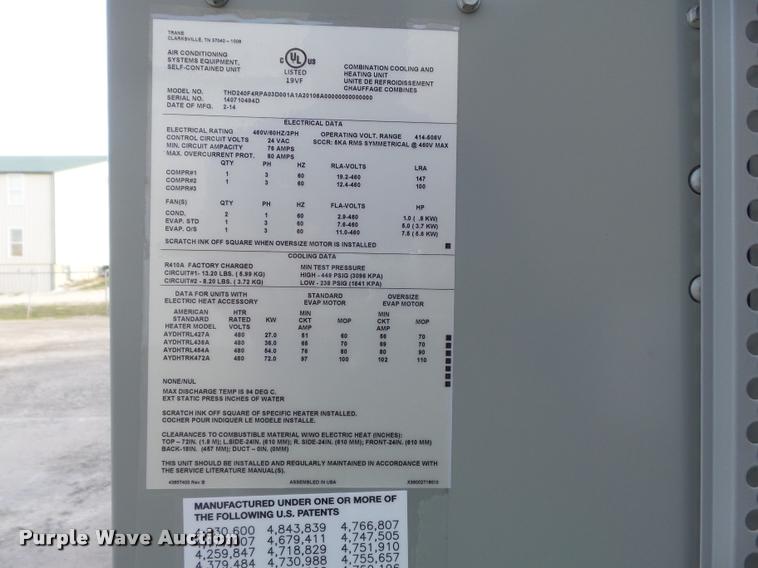 TRANE
CLARKSVILLE, TN 37040-1008
AIR CONDITIONING
SYSTEMS EQUIPMENT,
SELF-CONTAINED UNIT
C UL US
LISTED
19VF
COMBINATION COOLING AND
HEATING UNIT
UNITE DE REFROIDISSEMENT
CHAUFFAGE COMBINES
MODEL NO. THD240F4RPA03D001A1A20106A00000000000000
SERIAL NO. 140710494D
DATE OF MFG. 2-14
ELECTRICAL DATA
ELECTRICAL RATING 460V/60HZ/3PH OPERATING VOLT. RANGE 414-506V
CONTROL CIRCUIT VOLTS 24 VAC SCCR: 5KA RMS SYMMETRICAL @ 460V MAX
MIN. CIRCUIT AMPACITY 76 AMPS
MAX. OVERCURRENT PROT. 80 AMPS
QTY PH HZ RLA-VOLTS LRA
COMPR#1 1 3 60 19.2-460 147
COMPR#2 1 3 60 12.4-460 100
COMPR#3
FAN(S) QTY PH HZ FLA-VOLTS HP
COND. 2 1 60 2.9-460 1.0 ( .8 KW)
EVAP. STD 1 3 60 7.6-460 5.0 (3.7 KW)
EVAP. O/S 1 3 60 11.0-460 7.5 (5.6 KW)
SCRATCH INK OFF SQUARE WHEN OVERSIZE MOTOR IS INSTALLED
COOLING DATA
R410A FACTORY CHARGED MIN TEST PRESSURE
CIRCUIT#1- 13.20 LBS. ( 5.99 KG) HIGH - 449 PSIG (3096 KPA)
CIRCUIT#2 - 8.20 LBS. ( 3.72 KG) LOW - 238 PSIG (1641 KPA)
DATA FOR UNITS WITH STANDARD OVERSIZE
ELECTRIC HEAT ACCESSORY EVAP MOTOR EVAP MOTOR
AMERICAN HTR MIN MIN
STANDARD RATED CKT CKT
HEATER MODEL VOLTS KW AMP MOP AMP MOP
AYDHTRL427A 480 27.0 51 60 56 70
AYDHTRL436A 480 36.0 65 70 69 70
AYDHTRL454A 480 54.0 76 80 80 90
AYDHTRK472A 480 72.0 97 100 102 110
NONE/NUL
MAX DISCHARGE TEMP IS 94 DEG C.
EXT STATIC PRESS INCHES OF WATER
SCRATCH INK OFF SQUARE OF SPECIFIC HEATER INSTALLED.
COCHER POUR INDIQUER LE MODELE INSTALLE.
CLEARANCES TO COMBUSTIBLE MATERIAL W/WO ELECTRIC HEAT (INCHES):
TOP – 72IN. (1.8 M); L.SIDE-24IN. (610 MM); R. SIDE-24IN. (610 MM); FRONT-24IN. (610 MM)
BACK-18IN. (457 MM); DUCT – 0IN. (0MM)
THIS UNIT SHOULD BE INSTALLED AND REGULARLY MAINTAINED IN ACCORDANCE WITH
THE SERVICE LITERATURE MANUAL(S).
43857403 Rev B ASSEMBLED IN USA
MANUFACTURED UNDER ONE OR MORE OF
THE FOLLOWING U.S. PATENTS
4,843,839 4,766,807
4,679,411 4,747,505
4,259,847 4,718,829 4,751,910
4,379,484 4,730,988 4,755,657
Purple Wave Auction